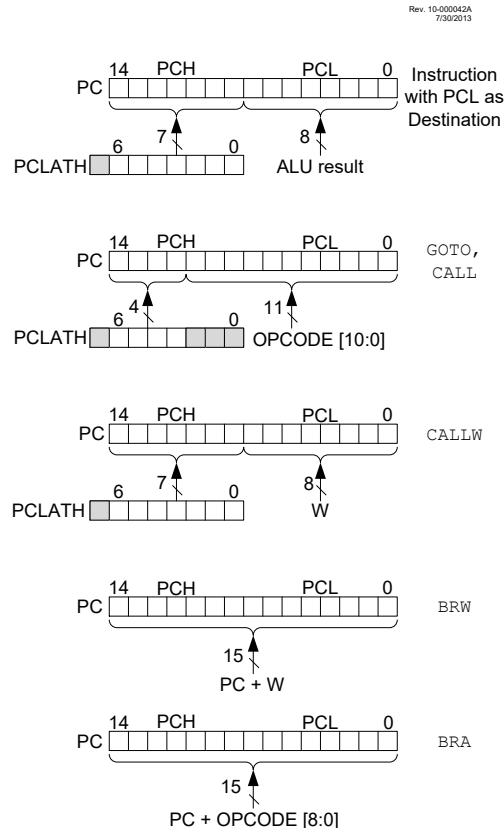 Rev. 10-000042A
7/30/2013
14 PCH PCL 0
PC
Instruction
with PCL as
Destination
7 8
6 0
PCLATH
ALU result
14 PCH PCL 0
PC
GOTO,
CALL
4 11
6 0
PCLATH
OPCODE [10:0]
14 PCH PCL 0
PC
CALLW
7 8
6 0
PCLATH
W
14 PCH PCL 0
PC
BRW
15
PC + W
14 PCH PCL 0
PC
BRA
15
PC + OPCODE [8:0]